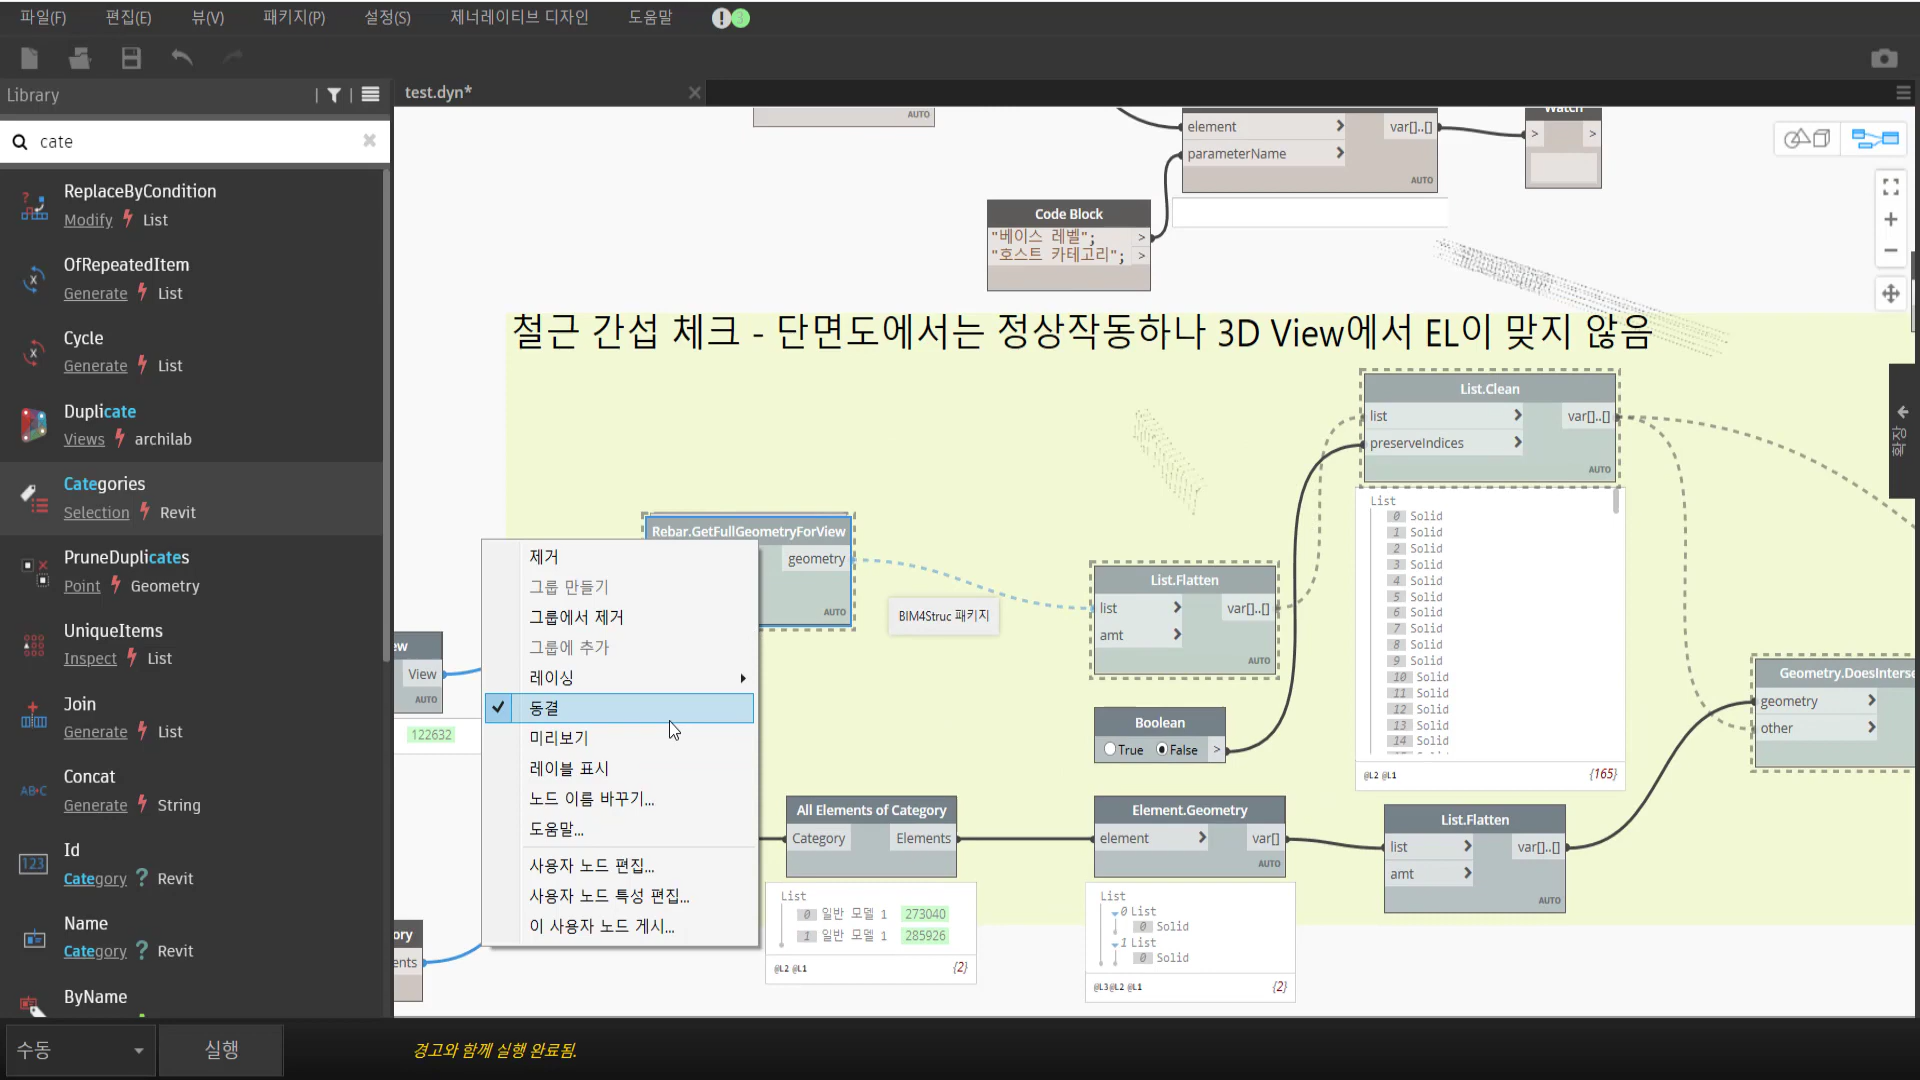 파일(F) 편집(E) 뷰(V) 패키지(P) 설정(S) 제너레이티브 디자인 도움말
Library
test.dyn*
cate
ReplaceByCondition
Modify List
OfRepeatedItem
Generate List
Cycle
Generate List
Duplicate
Views archilab
Categories
Selection Revit
PruneDuplicates
Point Geometry
UniqueItems
Inspect List
Join
Generate List
Concat
Generate String
Id
Category ? Revit
Name
Category ? Revit
ByName
AUTO
element > var[]..[]
parameterName >
AUTO
Watch
> >
Code Block
"베이스 레벨"; >
"호스트 카테고리"; >
철근 간섭 체크 - 단면도에서는 정상작동하나 3D View에서 EL이 맞지 않음
List.Clean
list > var[]..[]
preserveIndices >
AUTO
List
0 Solid
1 Solid
2 Solid
3 Solid
4 Solid
5 Solid
6 Solid
7 Solid
8 Solid
9 Solid
10 Solid
11 Solid
12 Solid
13 Solid
14 Solid
@L2 @L1 {165}
확장
Rebar.GetFullGeometryForView
geometry
AUTO
BIM4Struc 패키지
List.Flatten
list > var[]..[]
amt >
AUTO
제거
그룹 만들기
그룹에서 제거
그룹에 추가
레이싱
동결
미리보기
레이블 표시
노드 이름 바꾸기...
도움말...
사용자 노드 편집...
사용자 노드 특성 편집...
이 사용자 노드 게시...
ew
View
AUTO
122632
Boolean
True False >
Geometry.DoesInterse
geometry >
other >
All Elements of Category
Category Elements
List
0 일반 모델 1 273040
1 일반 모델 1 285926
@L2 @L1 {2}
Element.Geometry
element > var[]
AUTO
List
0 List
0 Solid
1 List
0 Solid
@L3 @L2 @L1 {2}
List.Flatten
list > var[]..[]
amt >
AUTO
ory
ents
수동 실행 경고와 함께 실행 완료됨.